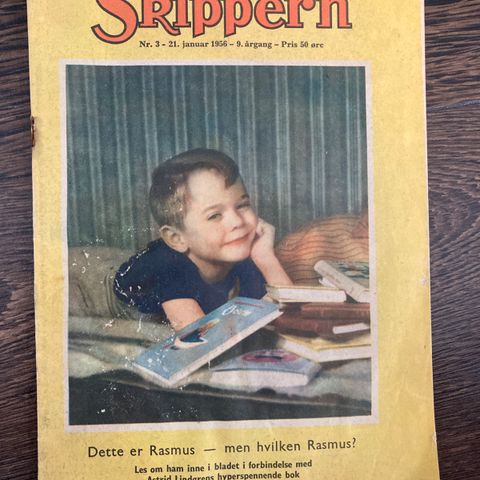 Skippern
Nr. 3 - 21. januar 1956 - 9. årgang - Pris 50 øre
Dette er Rasmus — men hvilken Rasmus?
Les om ham inne i bladet i forbindelse med
Astrid Lindgrens hyperspennende bok